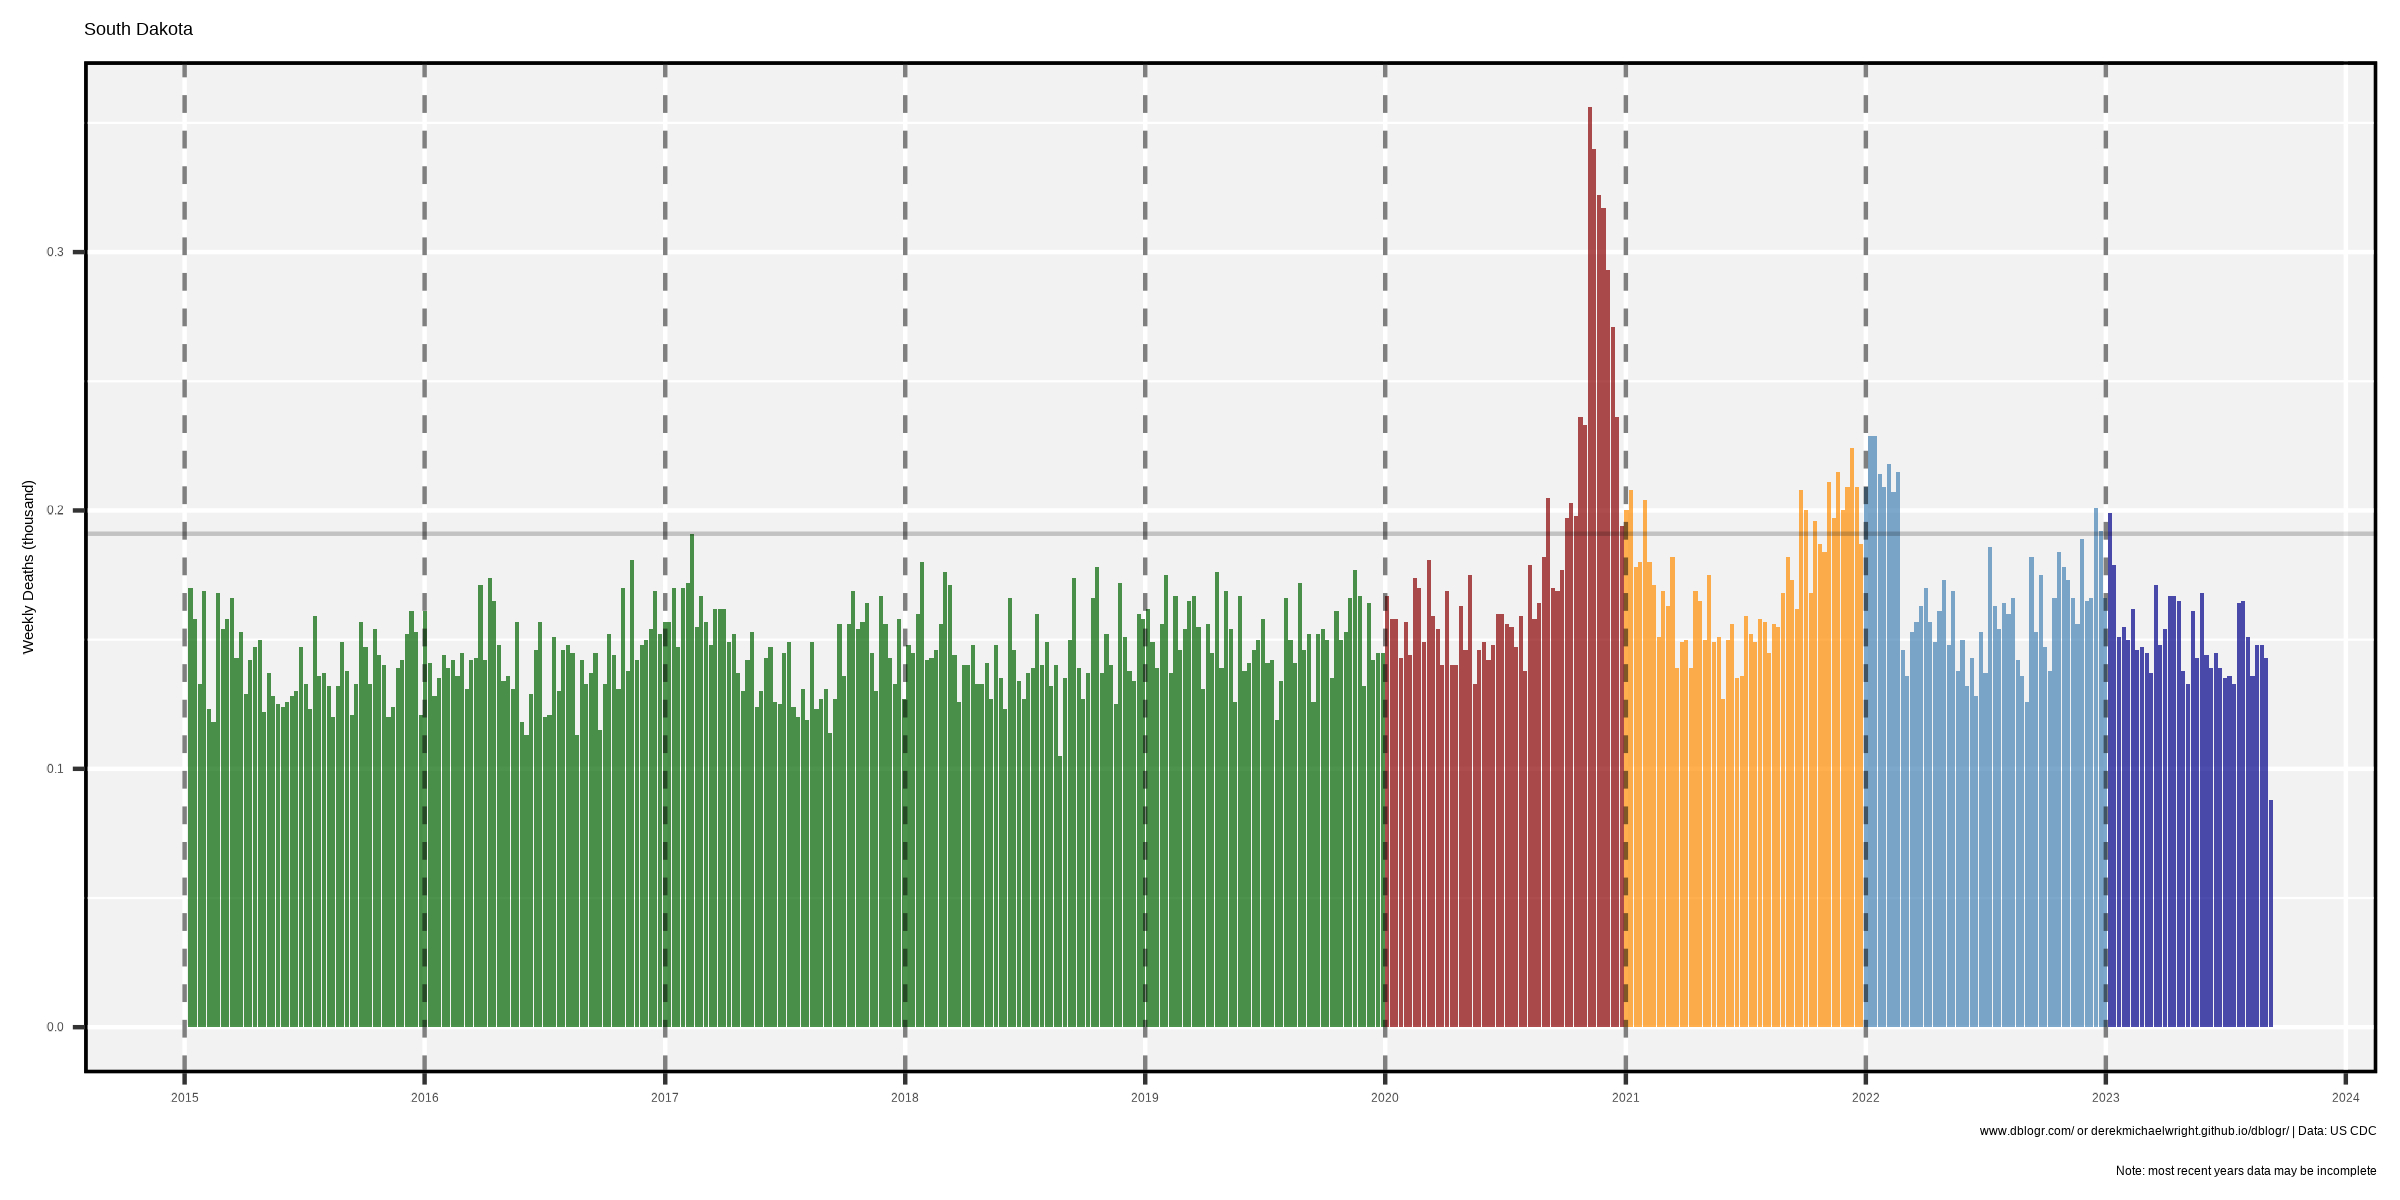 South Dakota
Weekly Deaths (thousand)
0.3
0.2
0.1
0.0
2015 2016 2017 2018 2019 2020 2021 2022 2023 2024
www.dblogr.com/ or derekmichaelwright.github.io/dblogr/ | Data: US CDC
Note: most recent years data may be incomplete